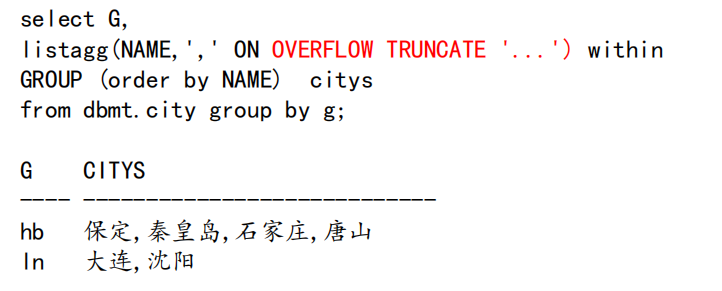 select G,
listagg(NAME,',' ON OVERFLOW TRUNCATE '...') within
GROUP (order by NAME)  citys
from dbmt.city group by g;
G    CITYS
---- ----------------------------
hb   保定,秦皇岛,石家庄,唐山
ln   大连,沈阳